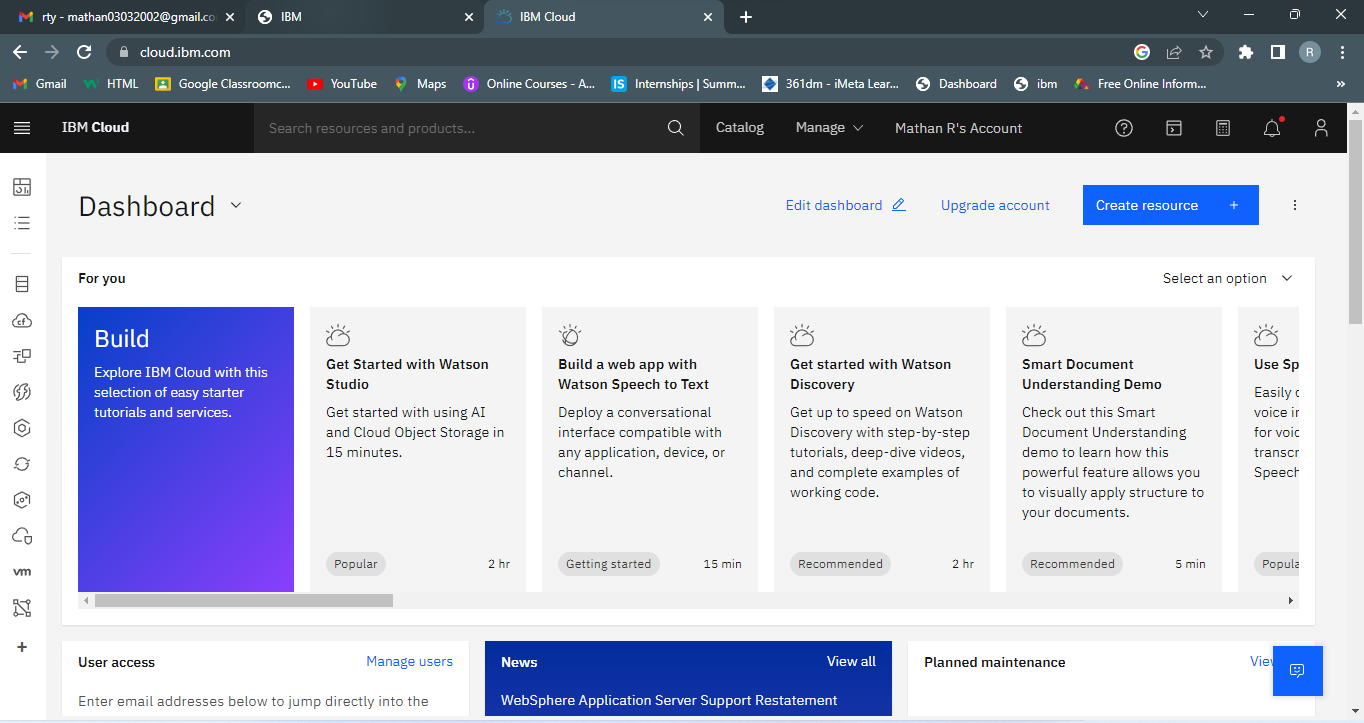 rty - mathan03032002@gmail.co
IBM
IBM Cloud
cloud.ibm.com
R
Gmail
HTML
Google Classroomc...
YouTube
Maps
Online Courses - A...
IS
Internships | Summ...
361dm - iMeta Lear...
Dashboard
ibm
Free Online Inform...
»
IBM Cloud
Search resources and products...
Catalog
Manage
Mathan R's Account
Dashboard
Edit dashboard
Upgrade account
Create resource +
For you
Select an option
Build
Explore IBM Cloud with this
selection of easy starter
tutorials and services.
Get Started with Watson
Studio
Get started with using AI
and Cloud Object Storage in
15 minutes.
Popular
2 hr
Build a web app with
Watson Speech to Text
Deploy a conversational
interface compatible with
any application, device, or
channel.
Getting started
15 min
Get started with Watson
Discovery
Get up to speed on Watson
Discovery with step-by-step
tutorials, deep-dive videos,
and complete examples of
working code.
Recommended
2 hr
Smart Document
Understanding Demo
Check out this Smart
Document Understanding
demo to learn how this
powerful feature allows you
to visually apply structure to
your documents.
Recommended
5 min
Use Sp
Easily
voice
for voic
transcr
Speech
Popula
cf
vm
+
User access
Manage users
Enter email addresses below to jump directly into the
News
View all
WebSphere Application Server Support Restatement
Planned maintenance
View